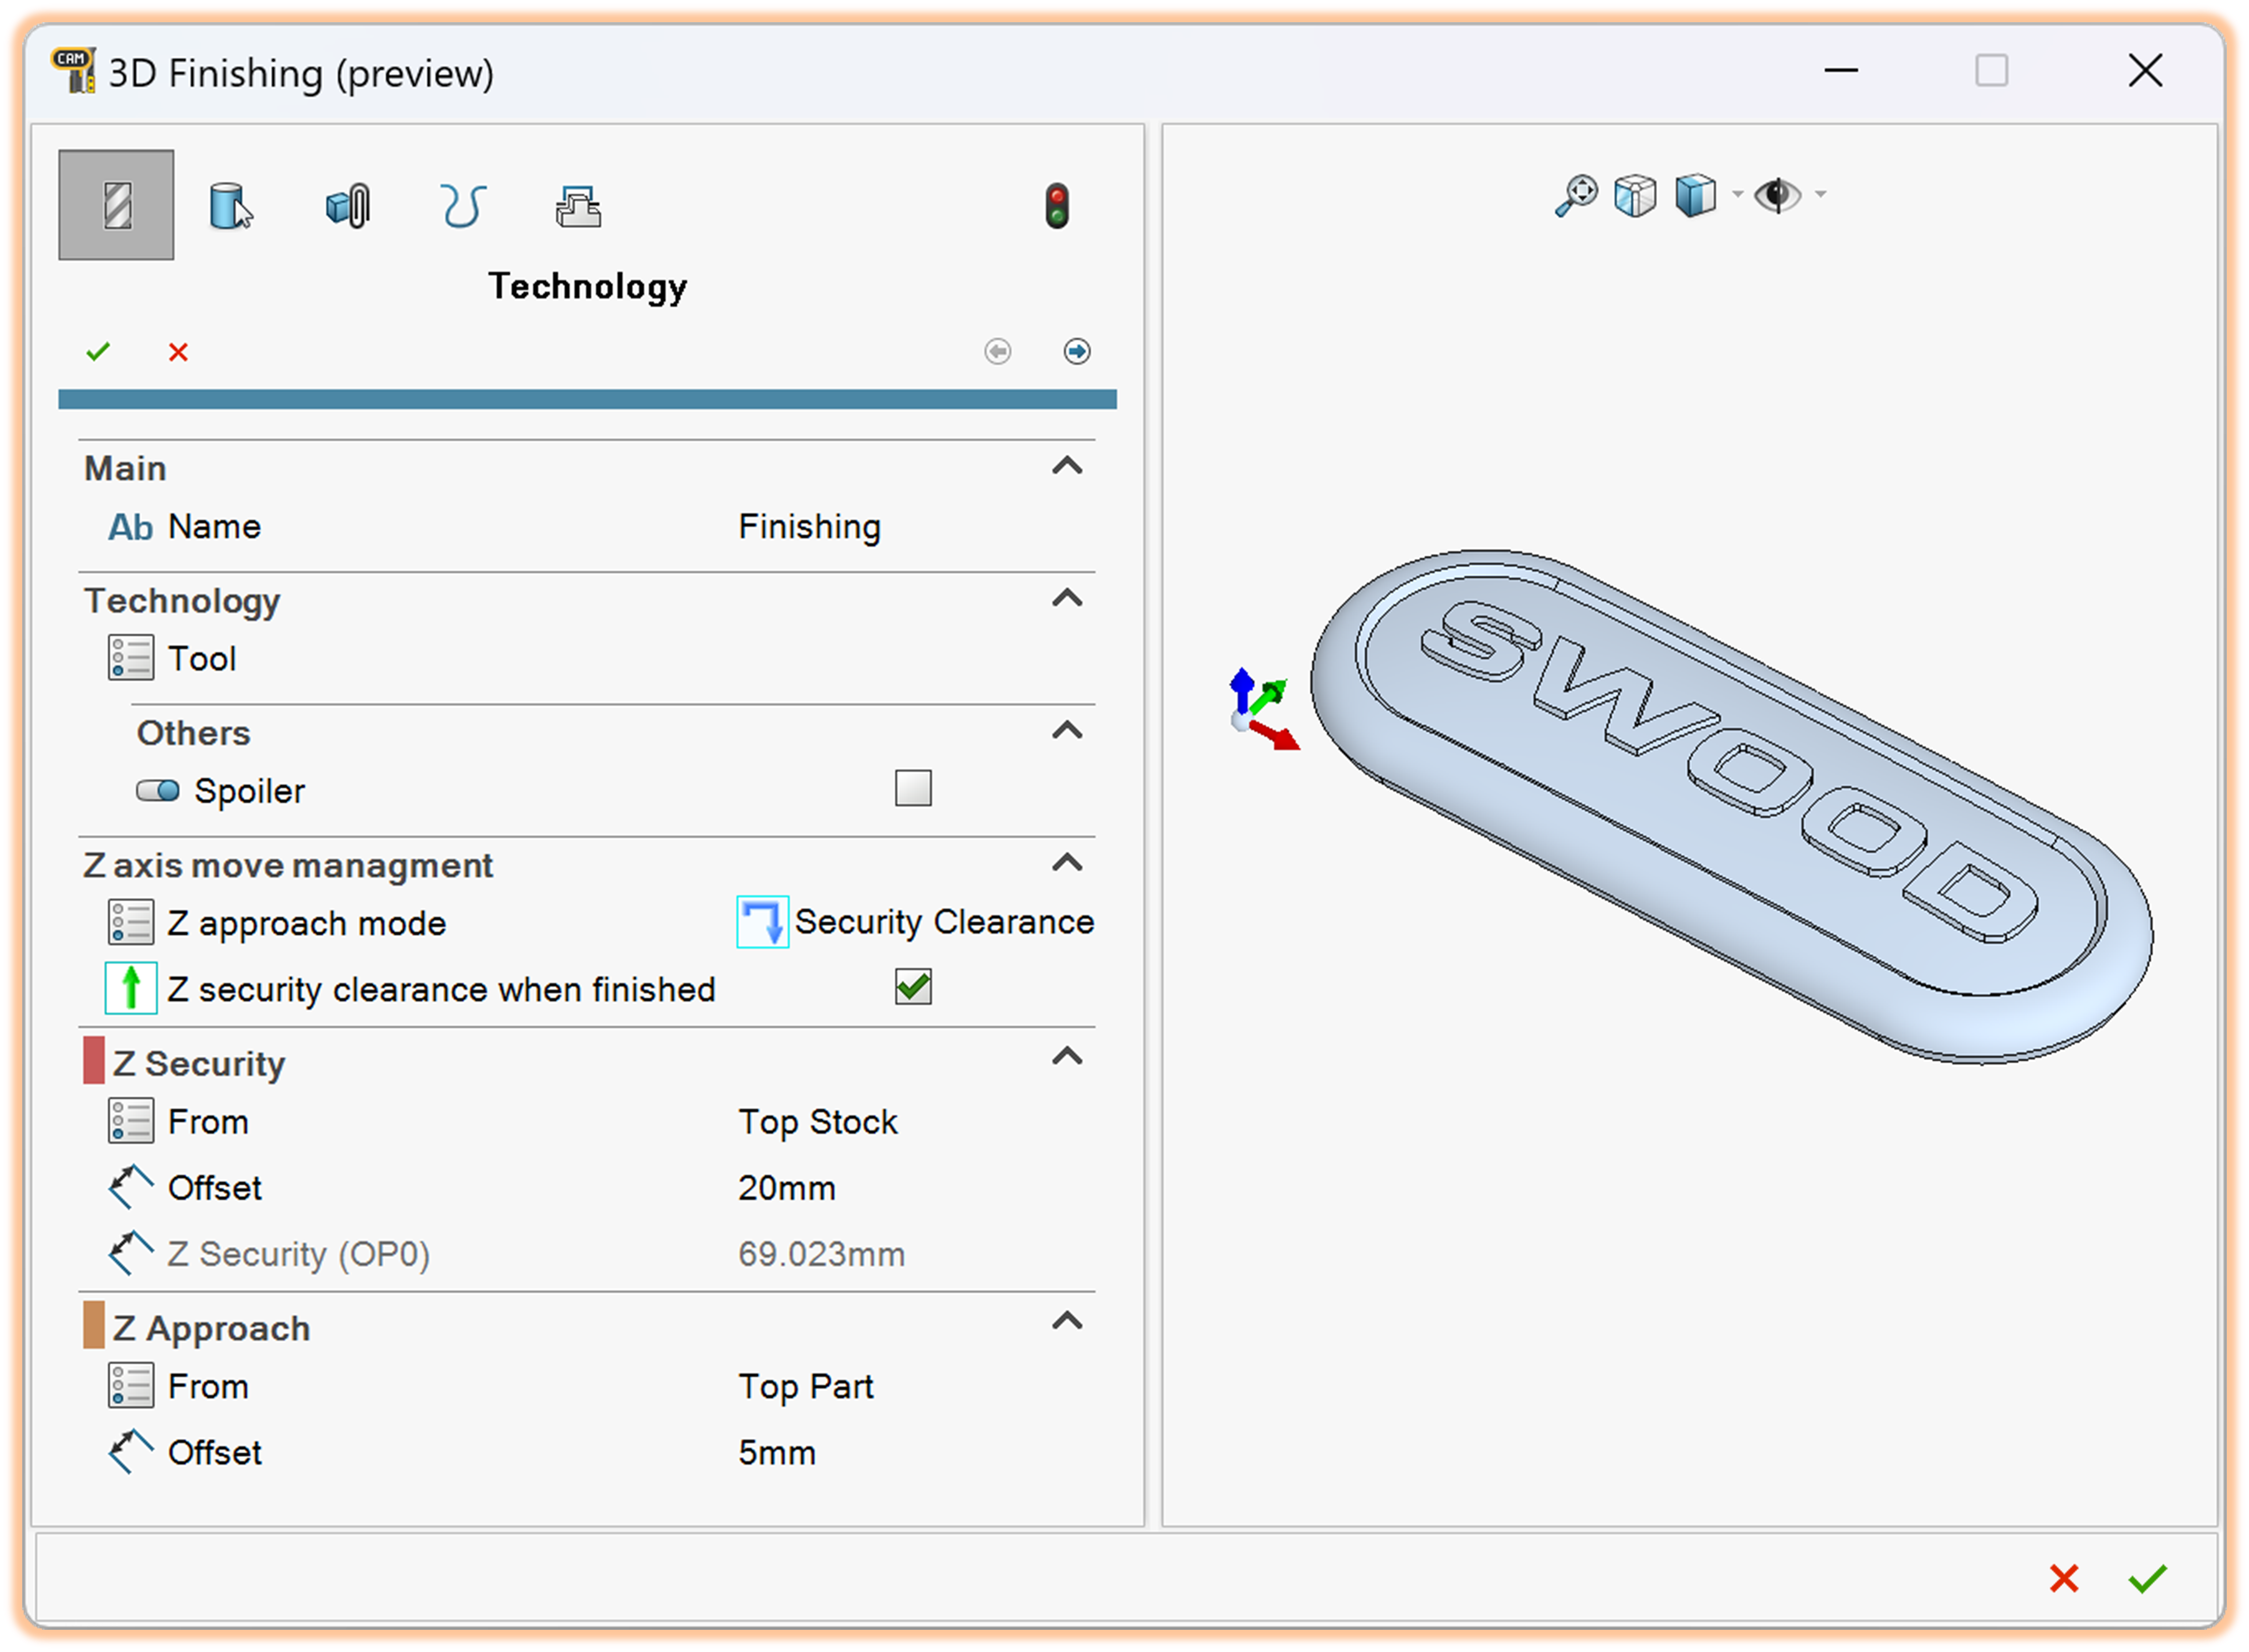 CAM
3D Finishing (preview)
Technology
Main
Ab Name Finishing
Technology
Tool
Others
Spoiler
Z axis move managment
Z approach mode Security Clearance
Z security clearance when finished
Z Security
From Top Stock
Offset 20mm
Z Security (OP0) 69.023mm
Z Approach
From Top Part
Offset 5mm
SWOOD